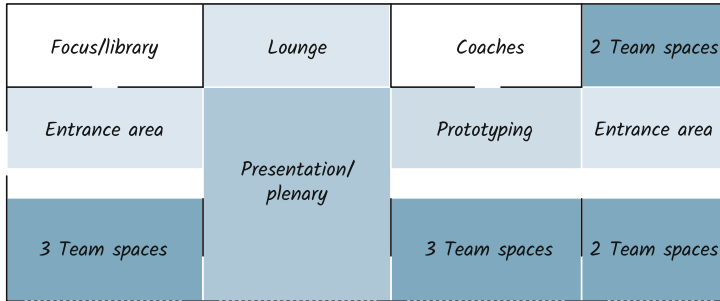 Focus/library
Lounge
Coaches
2 Team spaces
Entrance area
Presentation/
plenary
Prototyping
Entrance area
3 Team spaces
3 Team spaces
2 Team spaces